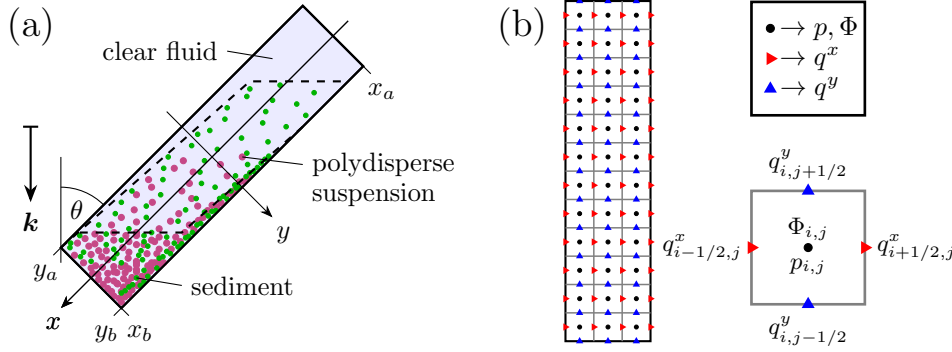 (a)
clear fluid
x_a
polydisperse
suspension
k
θ
y
y_a
sediment
x
y_b x_b
(b)
→ p, Φ
→ q^x
→ q^y
q^y_{i,j+1/2}
Φ_{i,j}
q^x_{i−1/2,j}
q^x_{i+1/2,j}
p_{i,j}
q^y_{i,j−1/2}